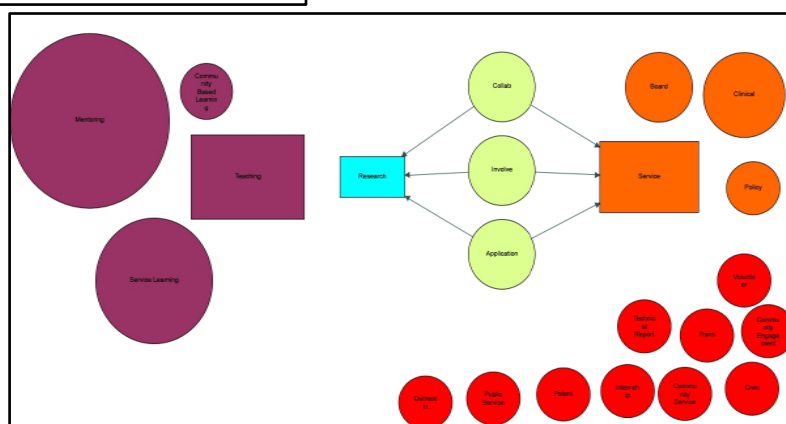 Mentoring
Commu
nity
Based
Learnin
g
Teaching
Service Learning
Research
Collab
Involve
Application
Service
Board
Clinical
Policy
Volunte
er
Technic
al
Report
Trans
Commu
nity
Engage
ment
Outreac
h
Public
Service
Patent
Internsh
ip
Commu
nity
Service
Civic